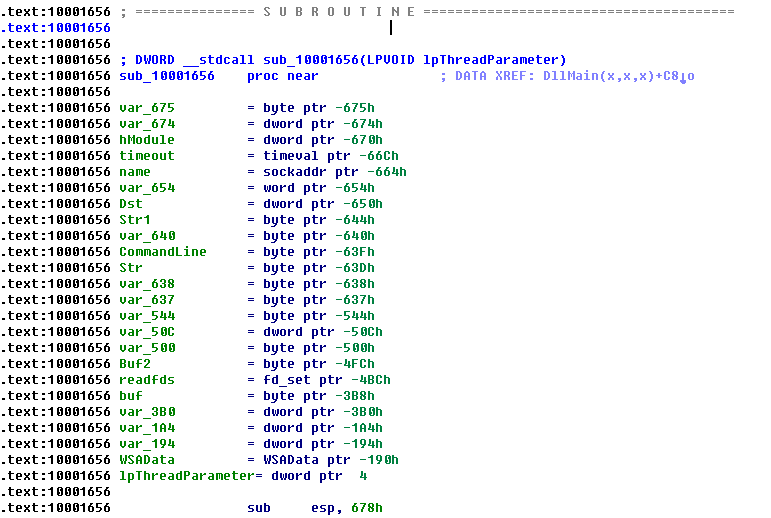 .text:10001656 ; =============== S U B R O U T I N E =======================================
.text:10001656
.text:10001656
.text:10001656 ; DWORD __stdcall sub_10001656(LPVOID lpThreadParameter)
.text:10001656 sub_10001656 proc near ; DATA XREF: DllMain(x,x,x)+C8↓o
.text:10001656
.text:10001656 var_675 = byte ptr -675h
.text:10001656 var_674 = dword ptr -674h
.text:10001656 hModule = dword ptr -670h
.text:10001656 timeout = timeval ptr -66Ch
.text:10001656 name = sockaddr ptr -664h
.text:10001656 var_654 = word ptr -654h
.text:10001656 Dst = dword ptr -650h
.text:10001656 Str1 = byte ptr -644h
.text:10001656 var_640 = byte ptr -640h
.text:10001656 CommandLine = byte ptr -63Fh
.text:10001656 Str = byte ptr -63Dh
.text:10001656 var_638 = byte ptr -638h
.text:10001656 var_637 = byte ptr -637h
.text:10001656 var_544 = byte ptr -544h
.text:10001656 var_50C = dword ptr -50Ch
.text:10001656 var_500 = byte ptr -500h
.text:10001656 Buf2 = byte ptr -4FCh
.text:10001656 readfds = fd_set ptr -4BCh
.text:10001656 buf = byte ptr -3B8h
.text:10001656 var_3B0 = dword ptr -3B0h
.text:10001656 var_1A4 = dword ptr -1A4h
.text:10001656 var_194 = dword ptr -194h
.text:10001656 WSAData = WSAData ptr -190h
.text:10001656 lpThreadParameter= dword ptr 4
.text:10001656
.text:10001656 sub esp, 678h